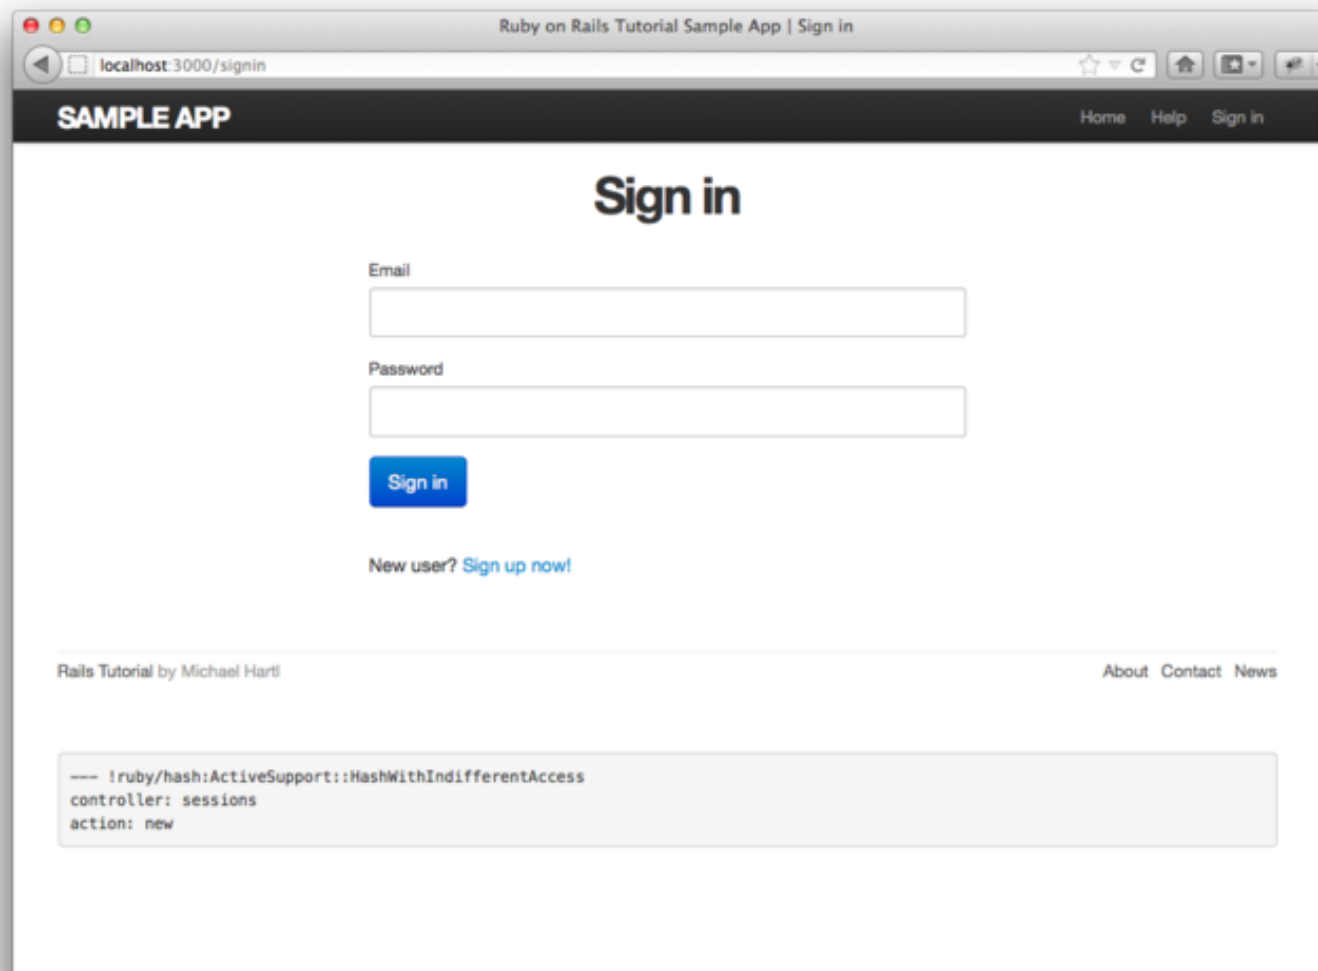 Ruby on Rails Tutorial Sample App | Sign in
localhost:3000/signin
SAMPLE APP Home Help Sign in
Sign in
Email
Password
Sign in
New user? Sign up now!
Rails Tutorial by Michael Hartl About Contact News
--- !ruby/hash:ActiveSupport::HashWithIndifferentAccess
controller: sessions
action: new